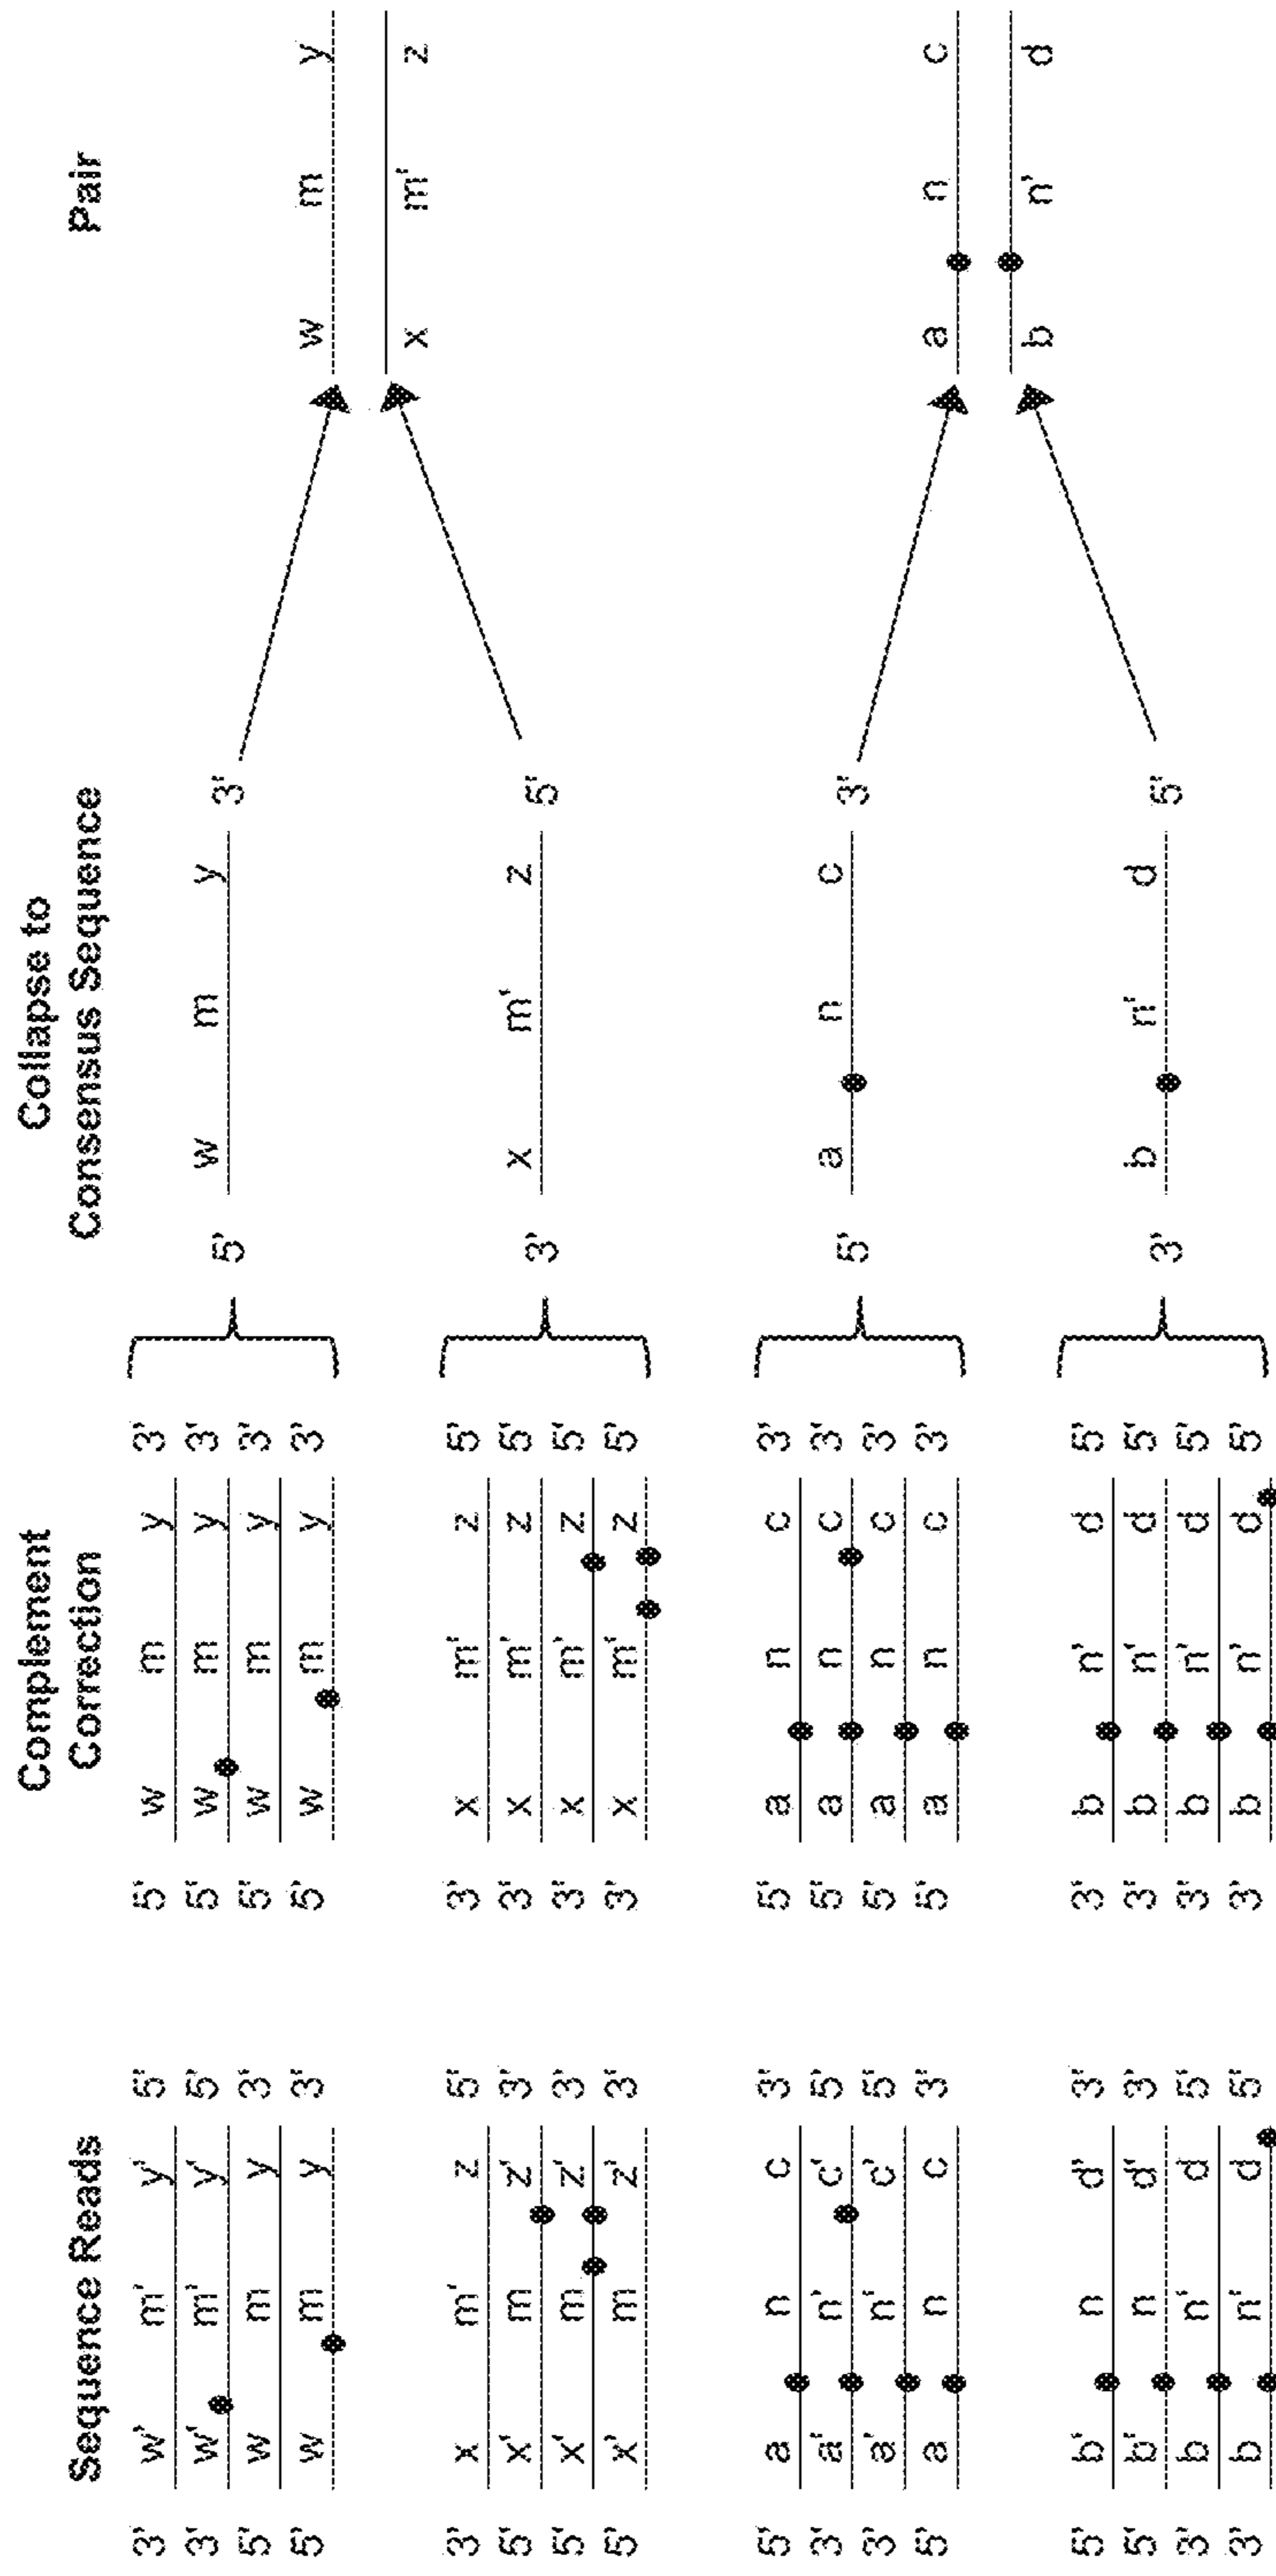 Sequence Reads
3' w' m' y' 5'
3' w' m' y' 5'
5' w m y 3'
5' w m y 3'
3' x m' z 5'
5' x' m z' 3'
5' x' m z' 3'
5' x' m z' 3'
5' a n c 3'
3' a' n' c' 5'
3' a' n' c' 5'
5' a n c 3'
5' b' n d' 3'
5' b' n d' 3'
3' b n' d 5'
3' b n' d 5'
Complement
Correction
5' w m y 3'
5' w m y 3'
5' w m y 3'
5' w m y 3'
3' x m' z 5'
3' x m' z 5'
3' x m' z 5'
3' x m' z 5'
5' a n c 3'
5' a n c 3'
5' a n c 3'
5' a n c 3'
3' b n' d 5'
3' b n' d 5'
3' b n' d 5'
3' b n' d 5'
Collapse to
Consensus Sequence
5' w m y 3'
3' x m' z 5'
5' a n c 3'
3' b n' d 5'
Pair
w m y
x m' z
a n c
b n' d